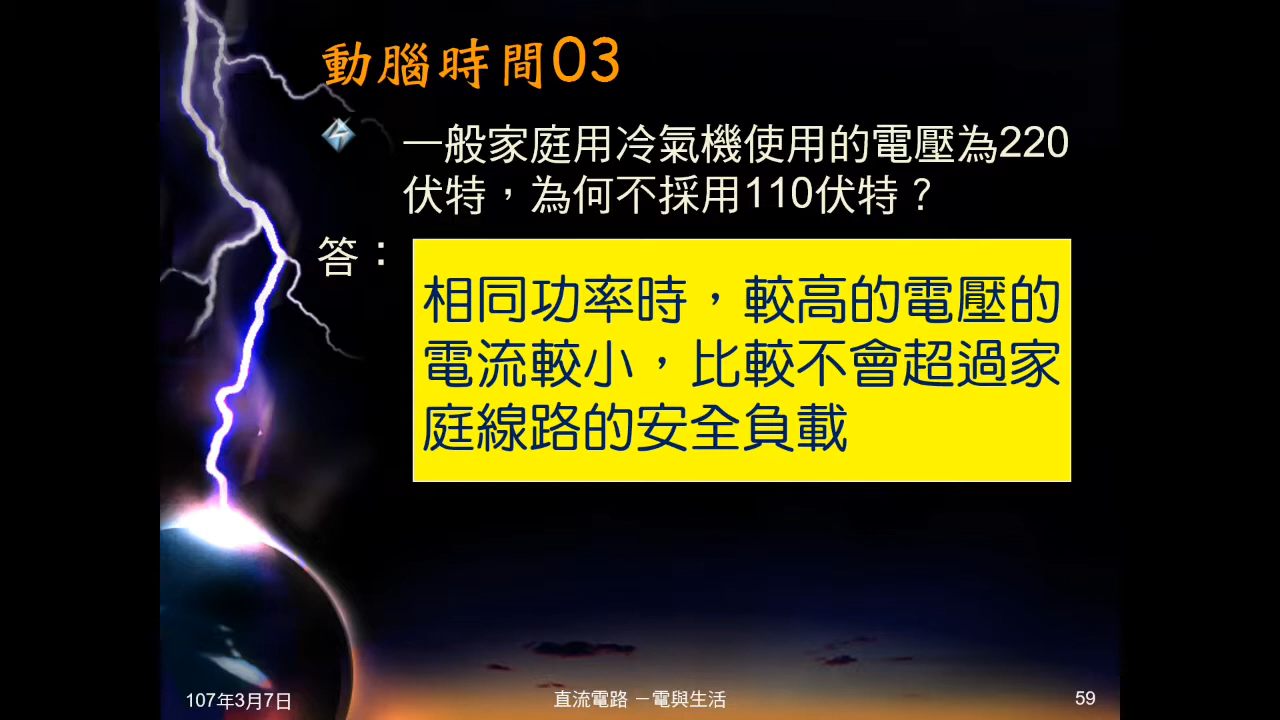 動腦時間03
一般家庭用冷氣機使用的電壓為220
伏特，為何不採用110伏特？
答：
相同功率時，較高的電壓的
電流較小，比較不會超過家
庭線路的安全負載
107年3月7日
直流電路 －電與生活
59